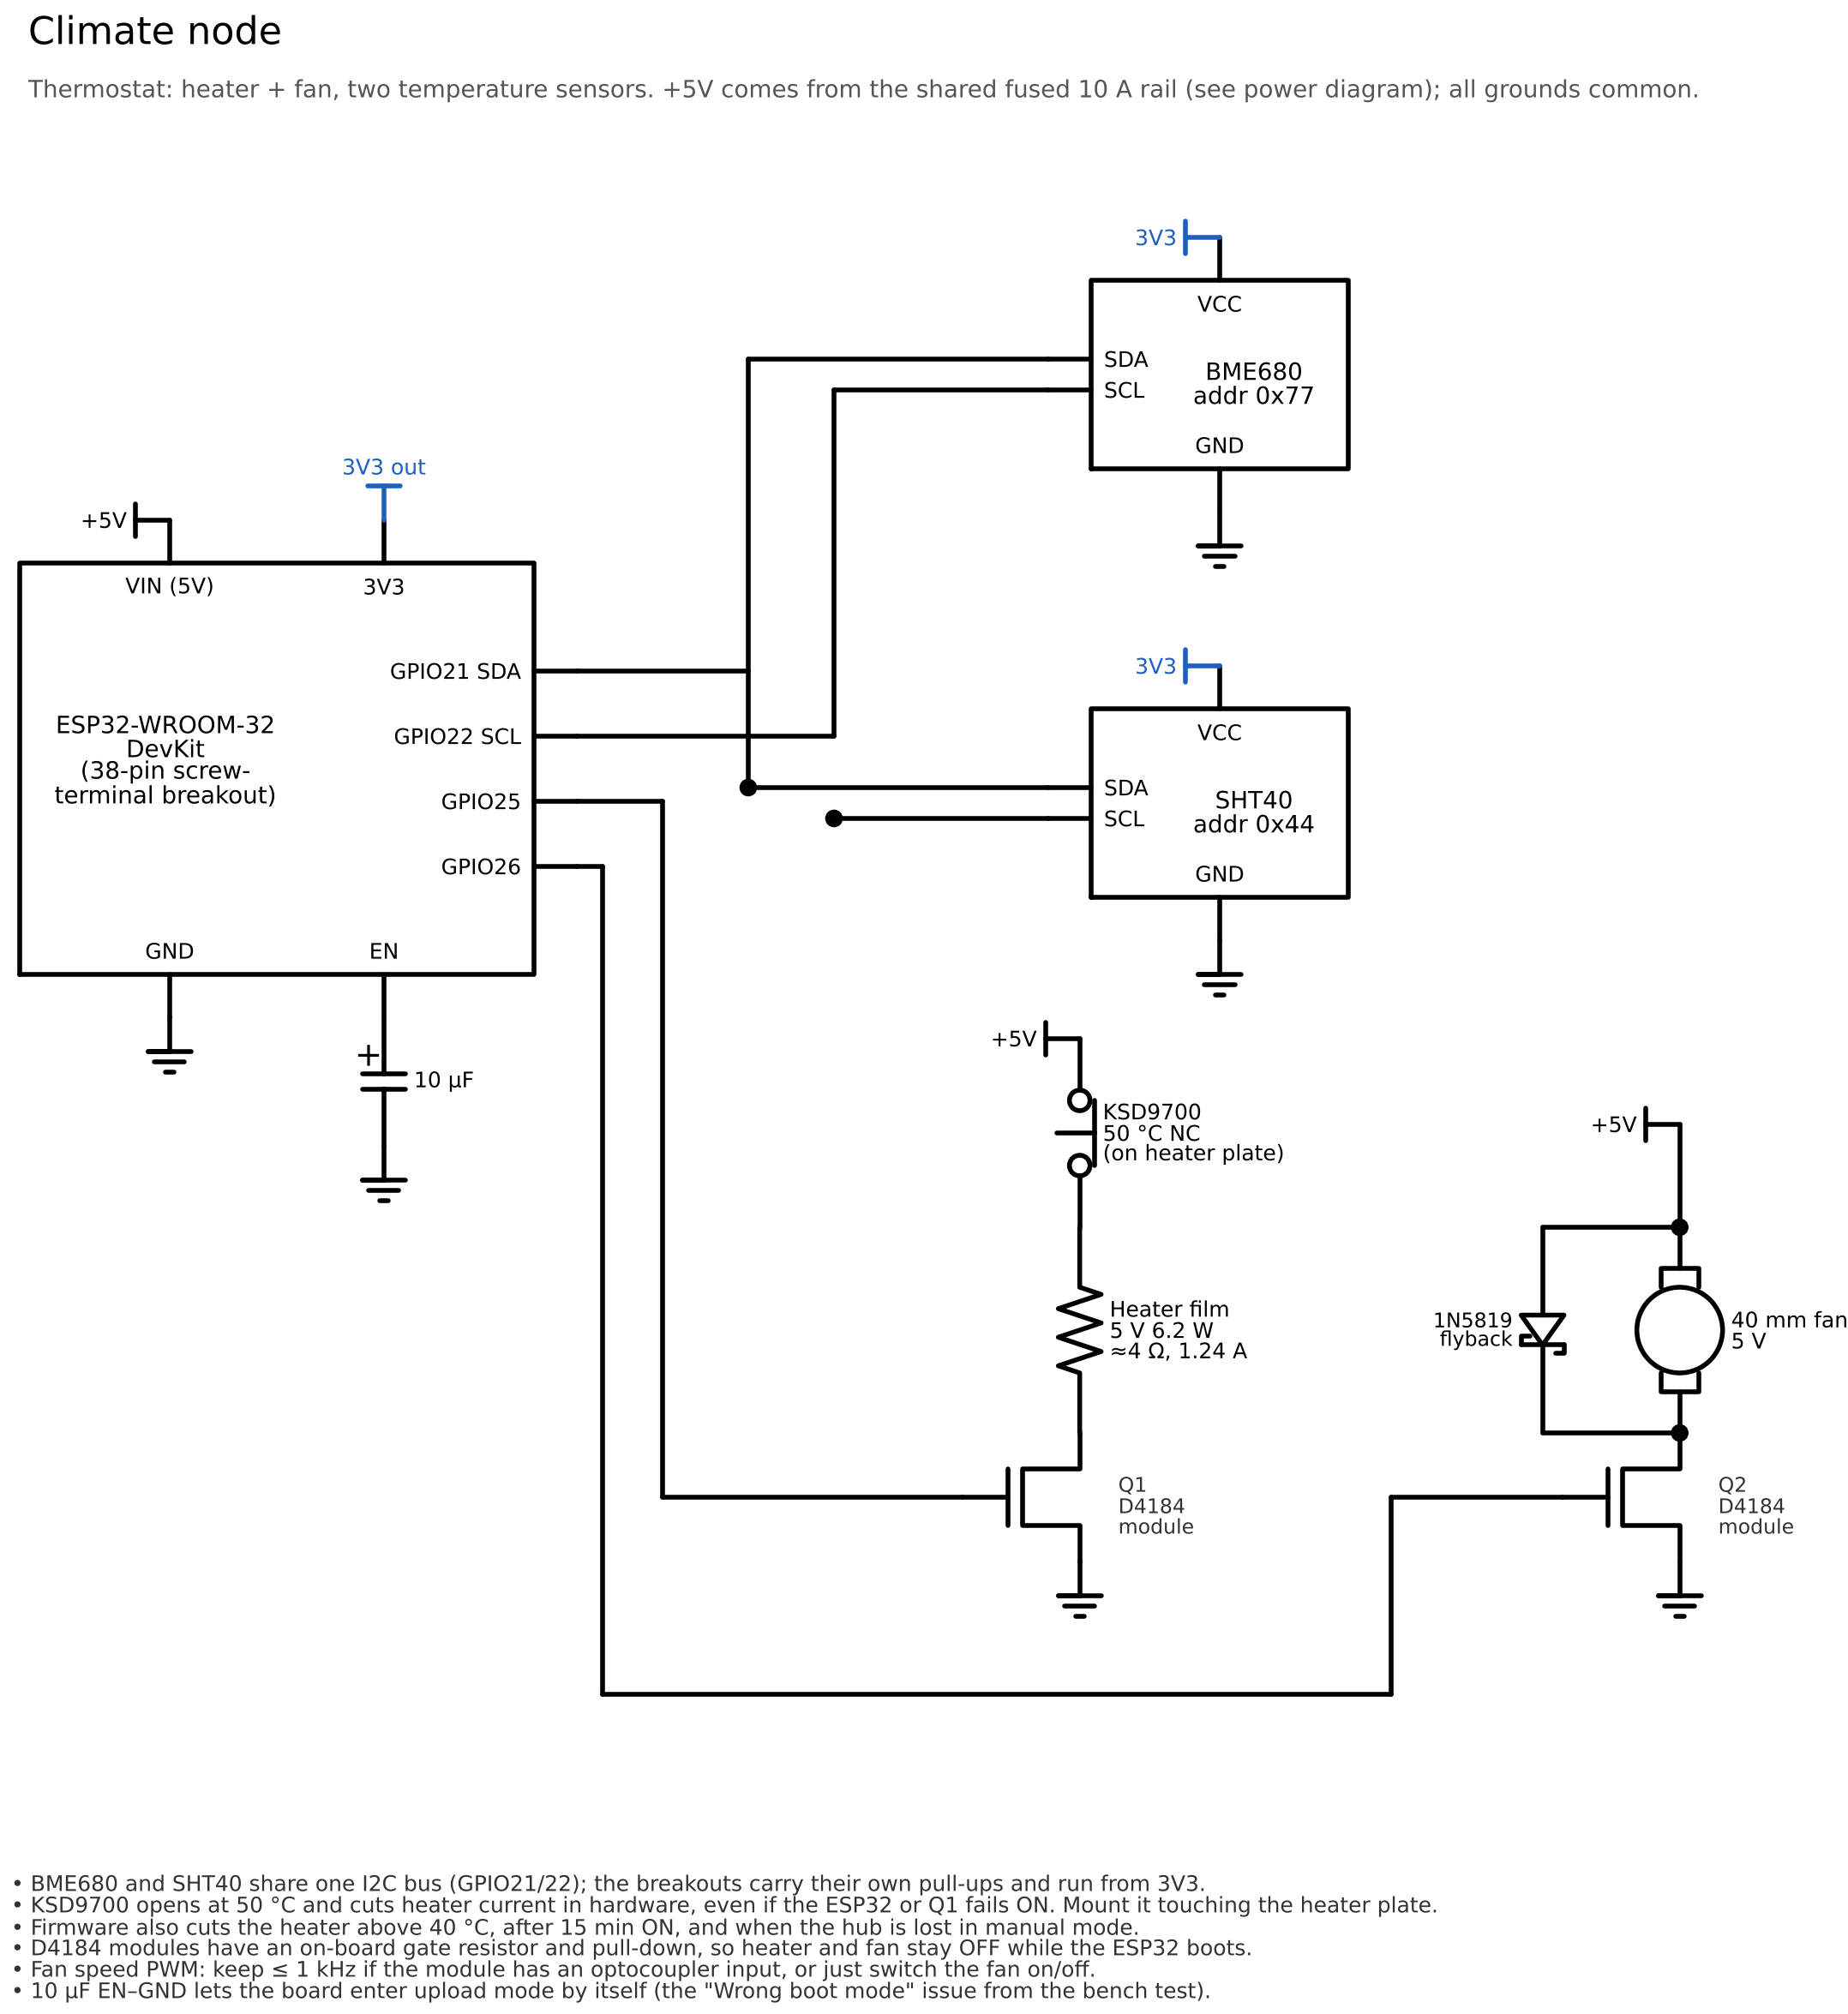 Climate node
Thermostat: heater + fan, two temperature sensors. +5V comes from the shared fused 10 A rail (see power diagram); all grounds common.
3V3
VCC
SDA
SCL
BME680
addr 0x77
GND
3V3 out
+5V
VIN (5V)
3V3
GPIO21 SDA
GPIO22 SCL
GPIO25
GPIO26
ESP32-WROOM-32
DevKit
(38-pin screw-
terminal breakout)
GND
EN
+
10 µF
3V3
VCC
SDA
SCL
SHT40
addr 0x44
GND
+5V
KSD9700
50 °C NC
(on heater plate)
Heater film
5 V 6.2 W
≈4 Ω, 1.24 A
Q1
D4184
module
+5V
1N5819
flyback
40 mm fan
5 V
Q2
D4184
module
• BME680 and SHT40 share one I2C bus (GPIO21/22); the breakouts carry their own pull-ups and run from 3V3.
• KSD9700 opens at 50 °C and cuts heater current in hardware, even if the ESP32 or Q1 fails ON. Mount it touching the heater plate.
• Firmware also cuts the heater above 40 °C, after 15 min ON, and when the hub is lost in manual mode.
• D4184 modules have an on-board gate resistor and pull-down, so heater and fan stay OFF while the ESP32 boots.
• Fan speed PWM: keep ≤ 1 kHz if the module has an optocoupler input, or just switch the fan on/off.
• 10 µF EN–GND lets the board enter upload mode by itself (the "Wrong boot mode" issue from the bench test).